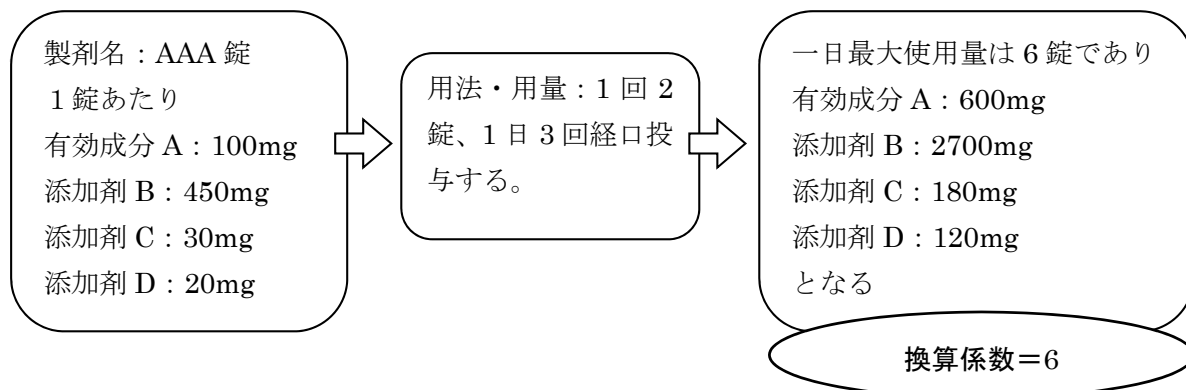 製剤名：AAA 錠
1 錠あたり
有効成分 A：100mg
添加剤 B：450mg
添加剤 C：30mg
添加剤 D：20mg
用法・用量：1 回 2
錠、1 日 3 回経口投
与する。
一日最大使用量は 6 錠であり
有効成分 A：600mg
添加剤 B：2700mg
添加剤 C：180mg
添加剤 D：120mg
となる
換算係数＝6